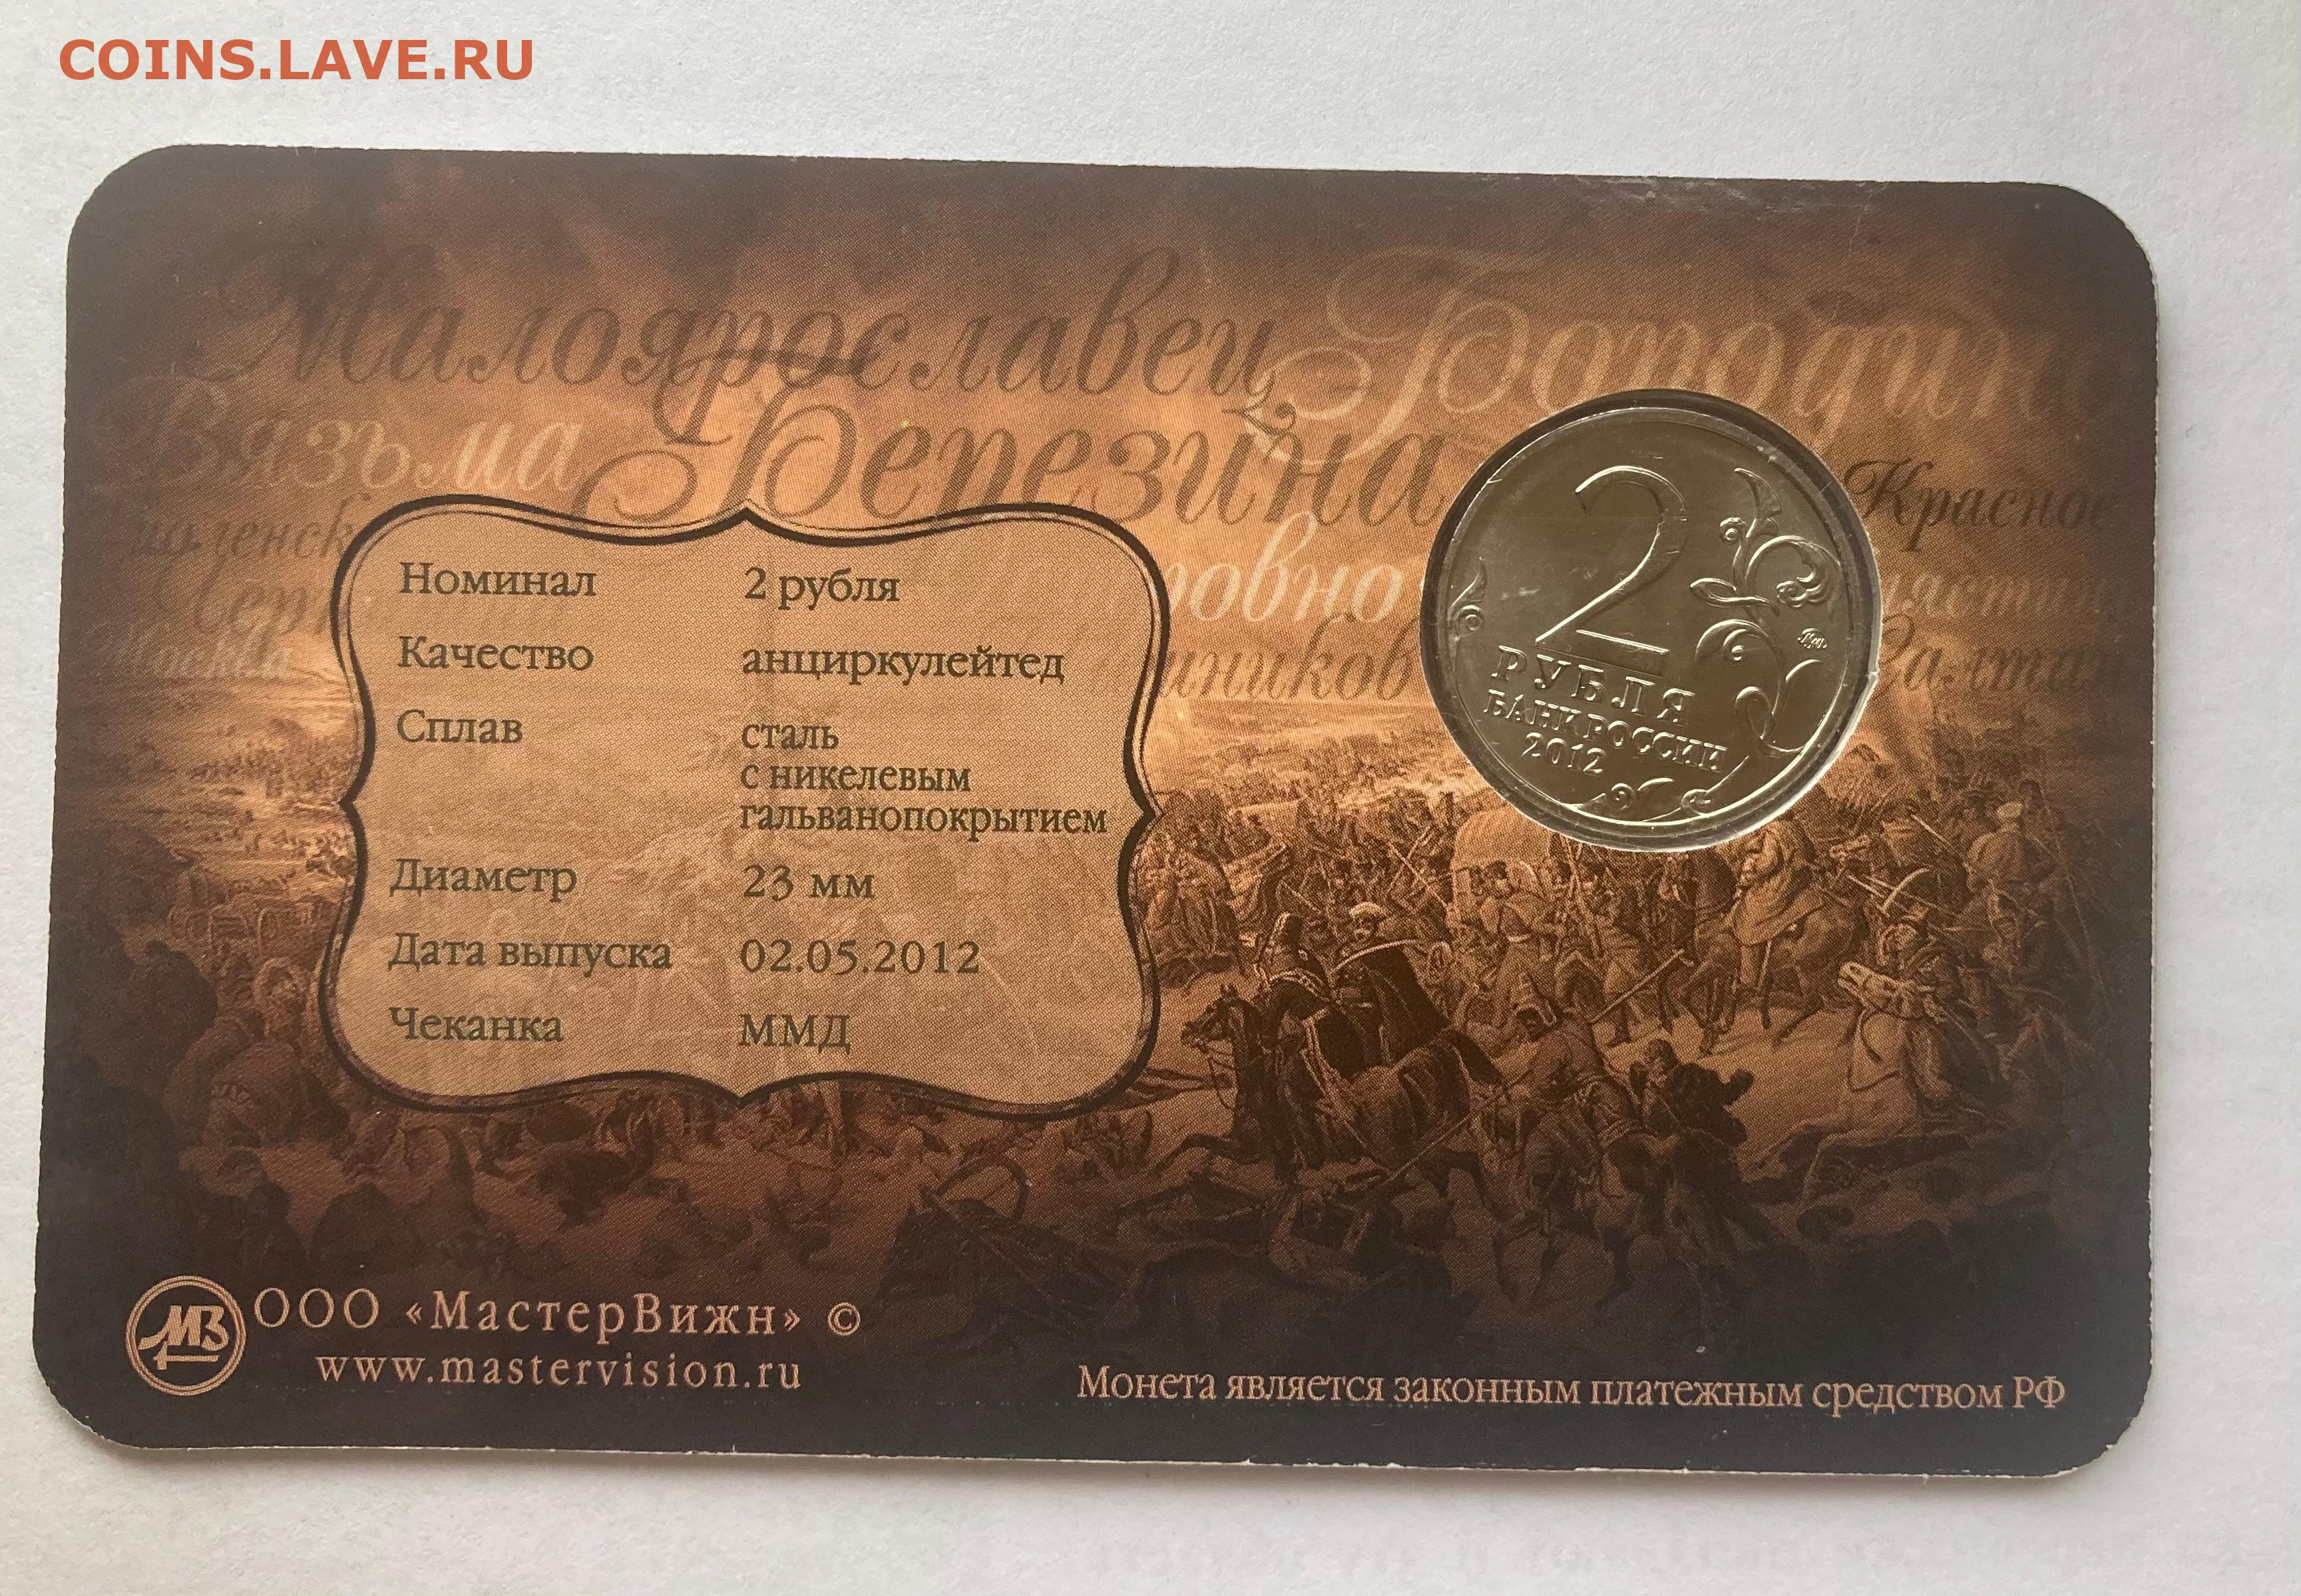 COINS.LAVE.RU
Малоярославец
Вязьма Березина
Красное
Номинал 2 рубля
Качество анциркулейтед
Сплав сталь
с никелевым
гальванопокрытием
Диаметр 23 мм
Дата выпуска 02.05.2012
Чеканка ММД
2
РУБЛЯ
БАНК РОССИИ
2012
МЗ
ООО «МастерВижн» ©
www.mastervision.ru
Монета является законным платежным средством РФ